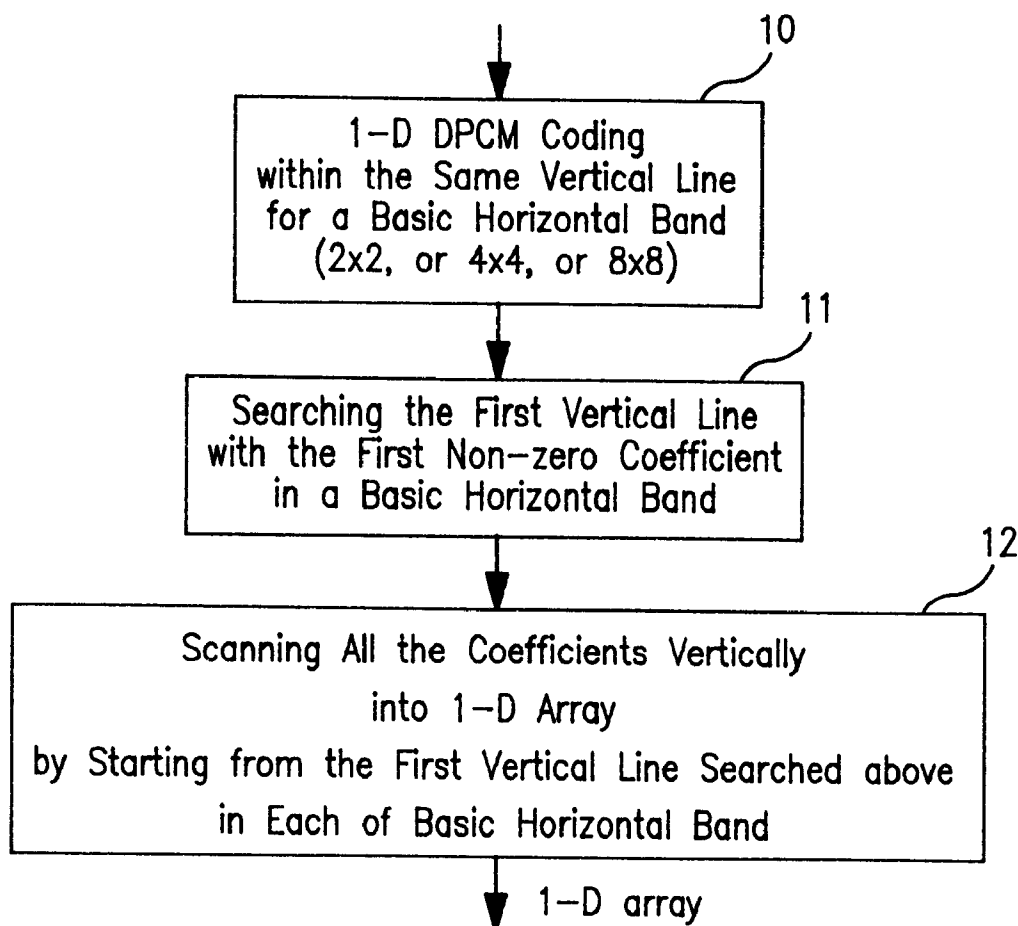 10
1-D DPCM Coding
within the Same Vertical Line
for a Basic Horizontal Band
(2x2, or 4x4, or 8x8)
11
Searching the First Vertical Line
with the First Non-zero Coefficient
in a Basic Horizontal Band
12
Scanning All the Coefficients Vertically
into 1-D Array
by Starting from the First Vertical Line Searched above
in Each of Basic Horizontal Band
1-D array